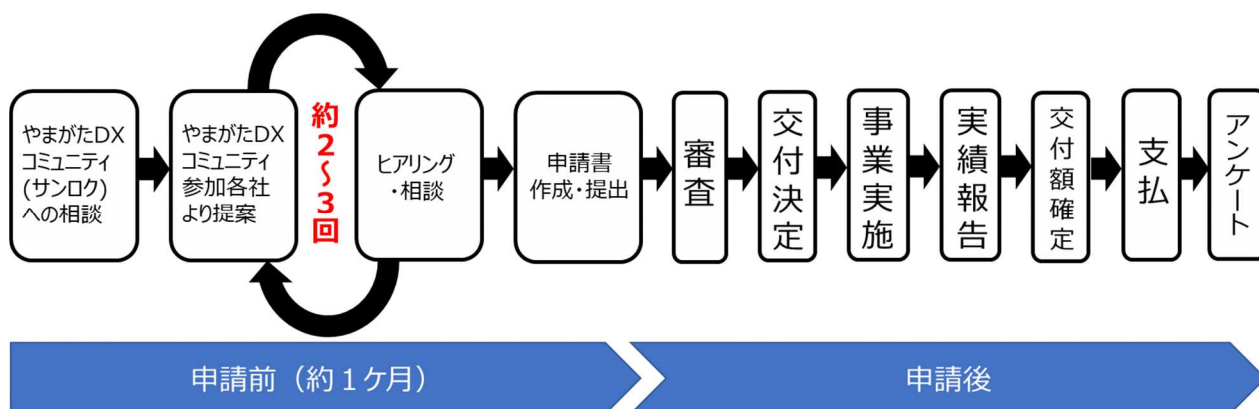 やまがたDX
コミュニティ
(サンロク)
への相談
やまがたDX
コミュニティ
参加各社
より提案
約2～3回
ヒアリング
・相談
申請書
作成・提出
審査
交付決定
事業実施
実績報告
交付額確定
支払
アンケート
申請前（約１ケ月）
申請後